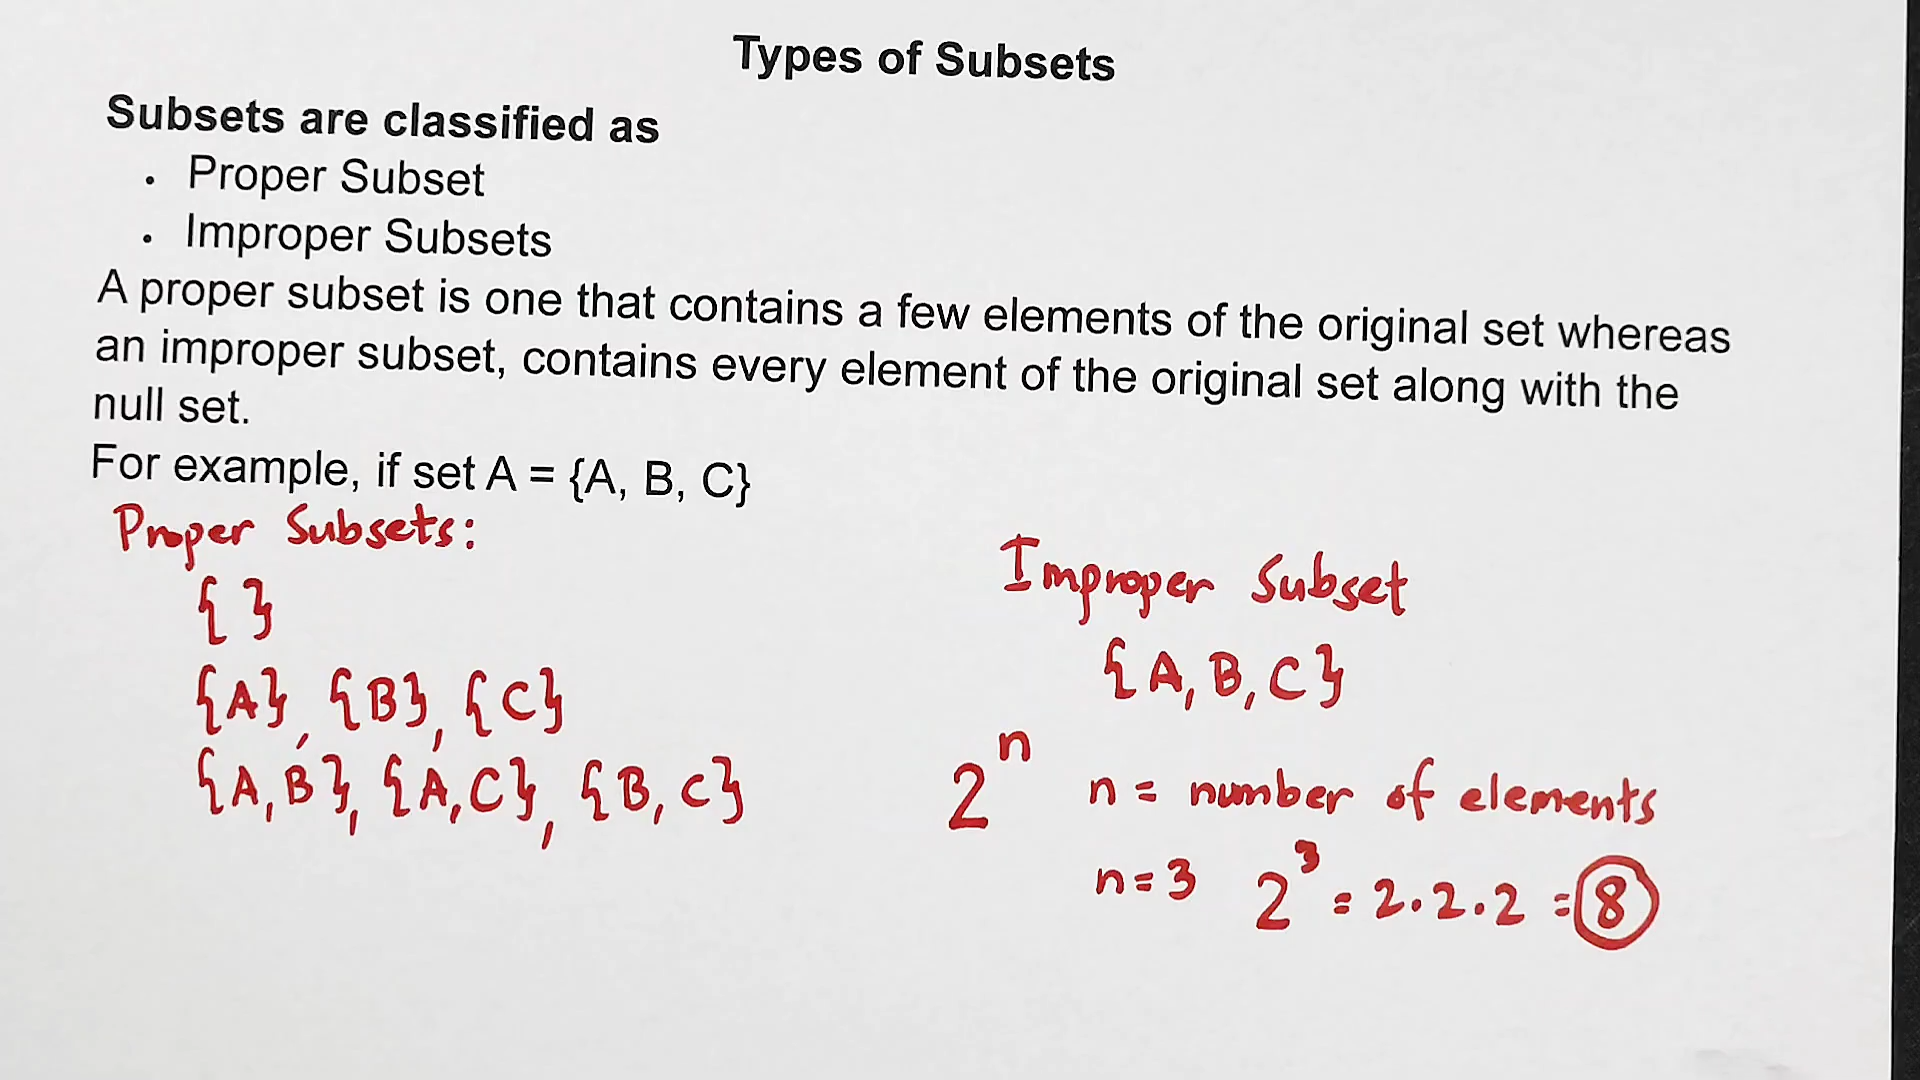 Types of Subsets
Subsets are classified as
• Proper Subset
• Improper Subsets
A proper subset is one that contains a few elements of the original set whereas
an improper subset, contains every element of the original set along with the
null set.
For example, if set A = {A, B, C}
Proper Subsets:
{ }
{A}, {B}, {C}
{A, B}, {A, C}, {B, C}
Improper Subset
{A, B, C}
2ⁿ n = number of elements
n = 3 2³ = 2 . 2 . 2 = 8